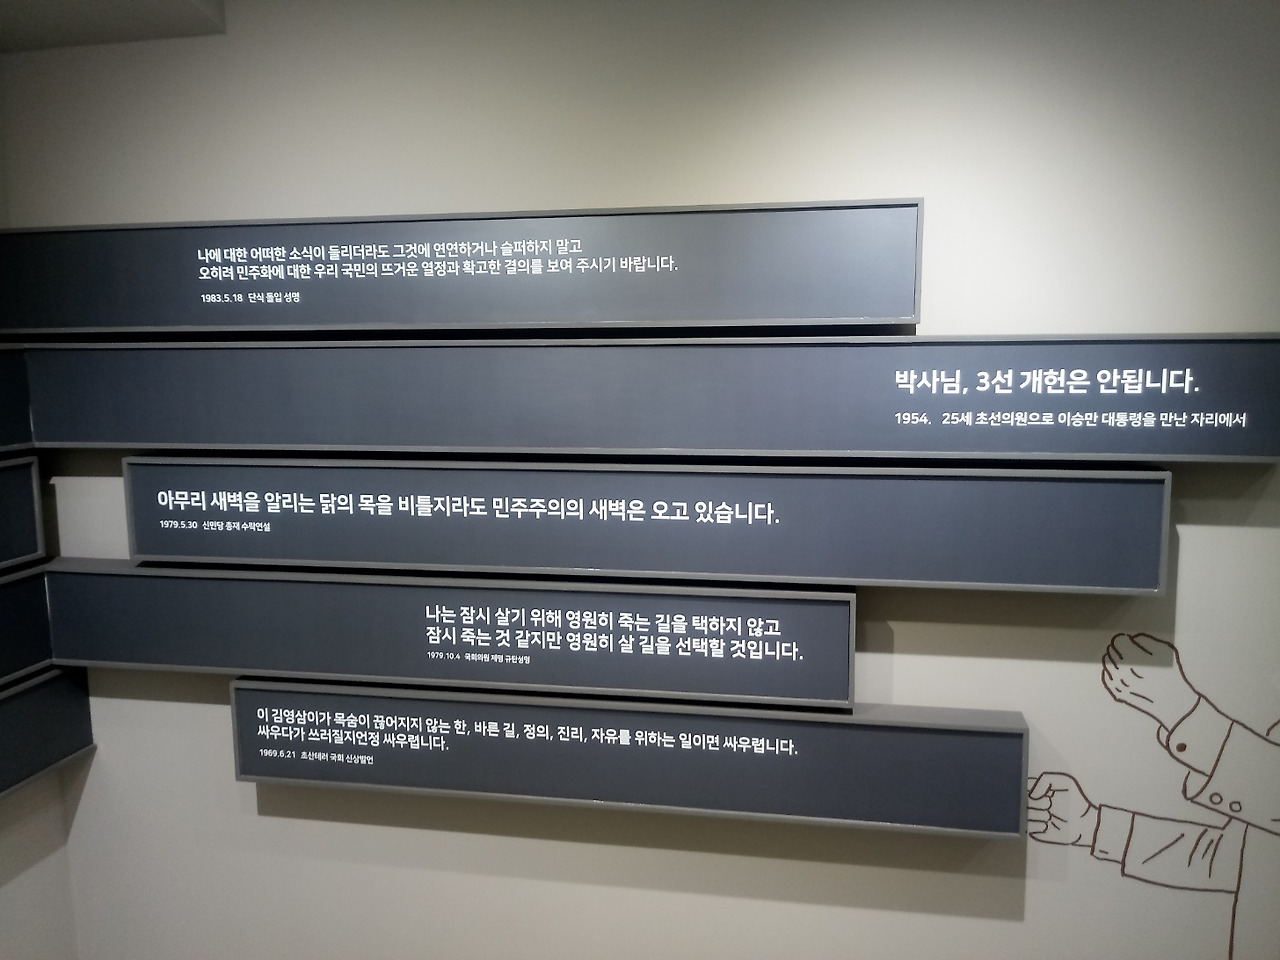 나에 대한 어떠한 소식이 들리더라도 그것에 연연하거나 슬퍼하지 말고
오히려 민주화에 대한 우리 국민의 뜨거운 열정과 확고한 결의를 보여 주시기 바랍니다.
1983.5.18 단식 돌입 성명
박사님, 3선 개헌은 안됩니다.
1954. 25세 초선의원으로 이승만 대통령을 만난 자리에서
아무리 새벽을 알리는 닭의 목을 비틀지라도 민주주의의 새벽은 오고 있습니다.
1979.5.30 신민당 총재 수락연설
나는 잠시 살기 위해 영원히 죽는 길을 택하지 않고
잠시 죽는 것 같지만 영원히 살 길을 선택할 것입니다.
1979.10.4 국회의원 제명 규탄성명
이 김영삼이가 목숨이 끊어지지 않는 한, 바른 길, 정의, 진리, 자유를 위하는 일이면 싸우렵니다.
싸우다가 쓰러질지언정 싸우렵니다.
1969.6.21 초산테러 국회 신상발언